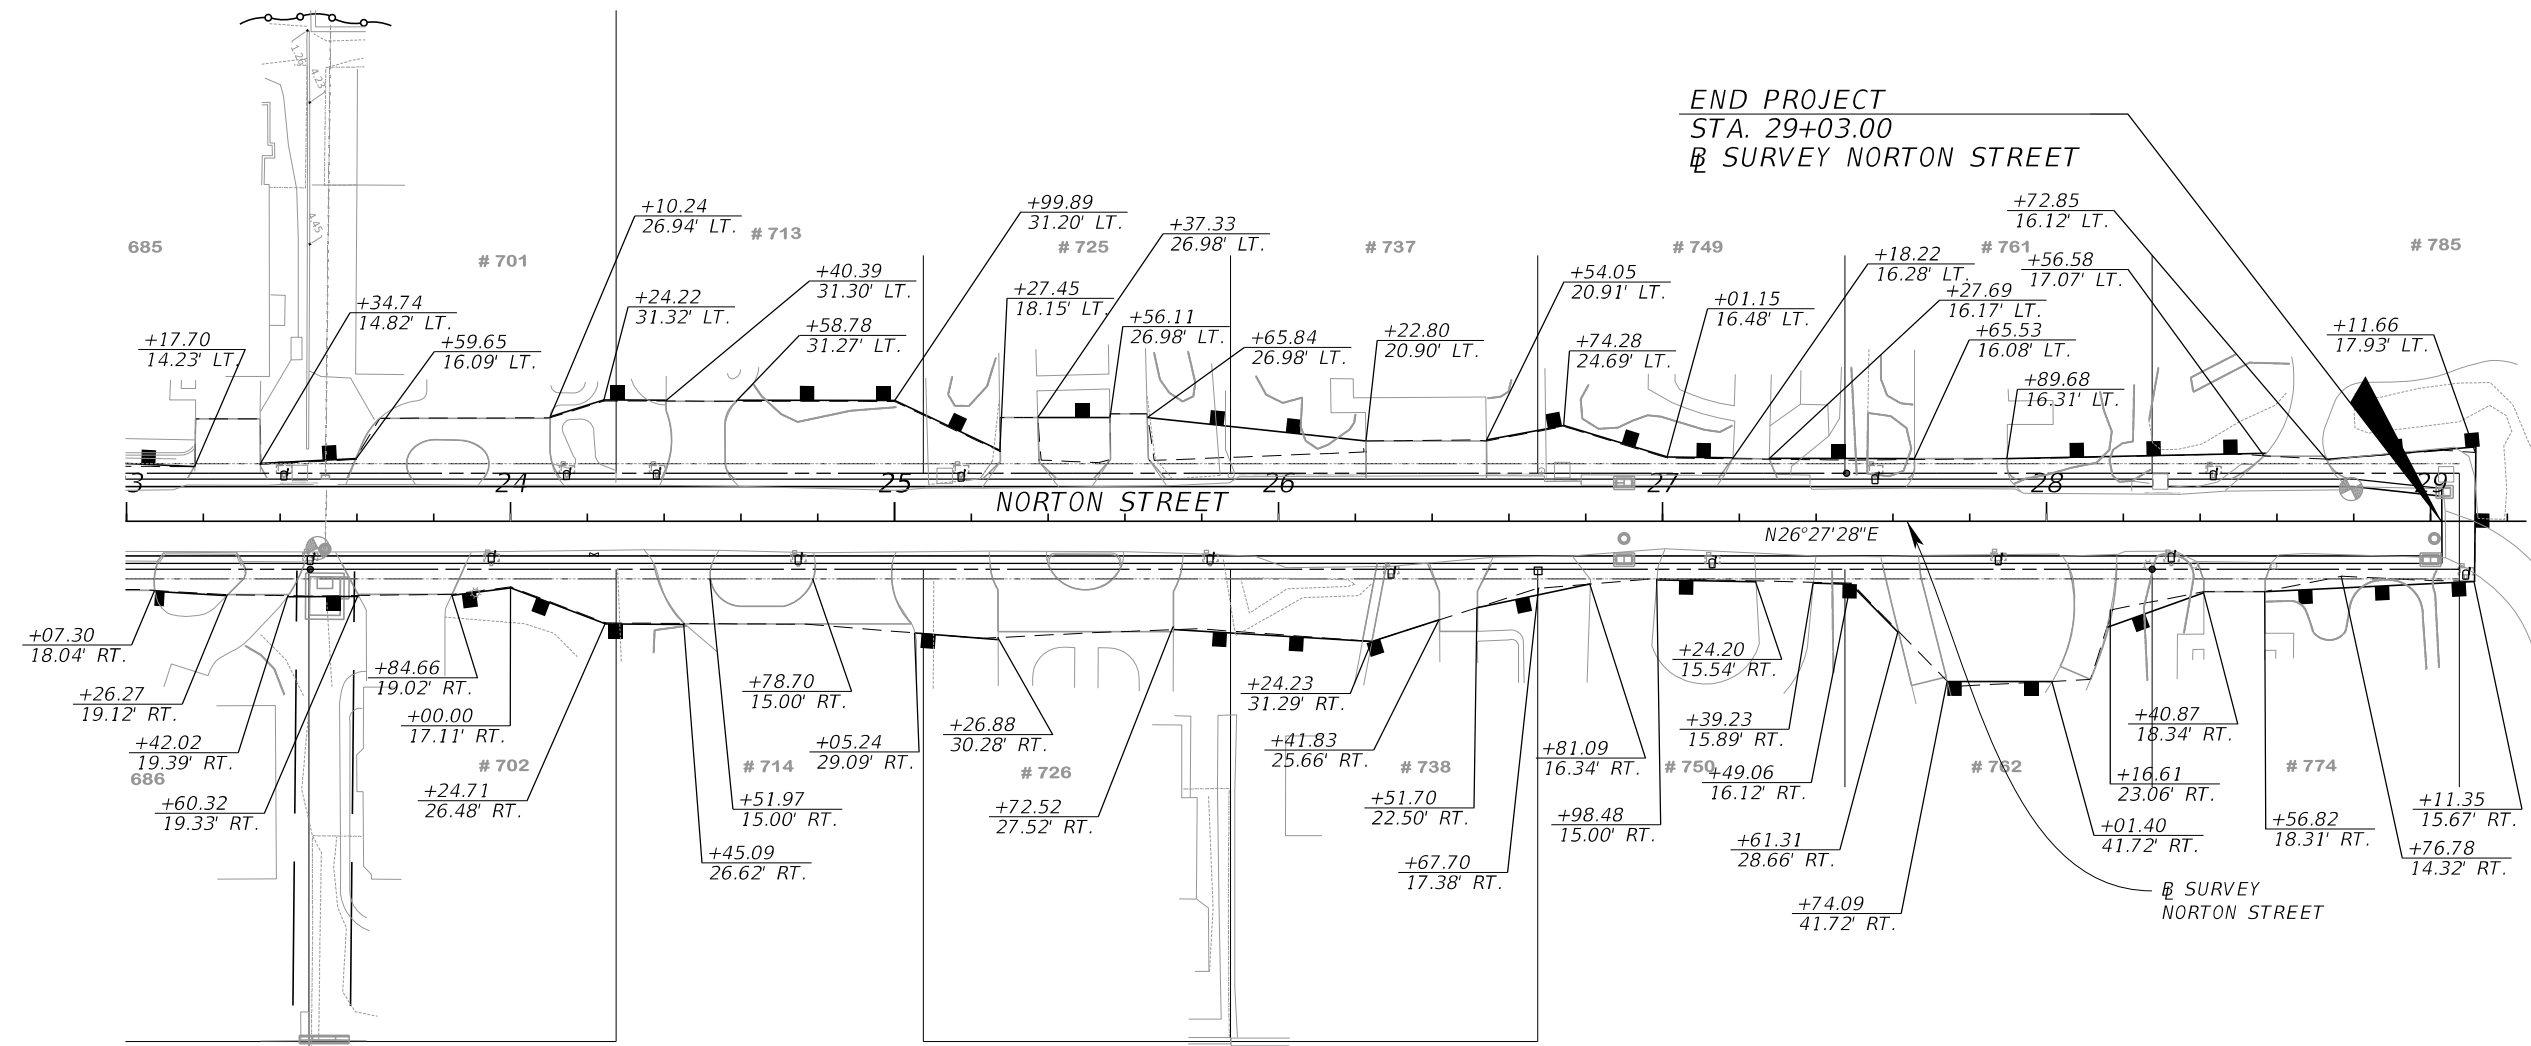 END PROJECT
STA. 29+03.00
BL SURVEY NORTON STREET
685
# 701
# 713
# 725
# 737
# 749
# 761
# 785
+17.70
14.23' LT.
+34.74
14.82' LT.
+59.65
16.09' LT.
+10.24
26.94' LT.
+24.22
31.32' LT.
+40.39
31.30' LT.
+58.78
31.27' LT.
+99.89
31.20' LT.
+27.45
18.15' LT.
+37.33
26.98' LT.
+56.11
26.98' LT.
+65.84
26.98' LT.
+22.80
20.90' LT.
+54.05
20.91' LT.
+74.28
24.69' LT.
+01.15
16.48' LT.
+18.22
16.28' LT.
+27.69
16.17' LT.
+65.53
16.08' LT.
+89.68
16.31' LT.
+56.58
17.07' LT.
+72.85
16.12' LT.
+11.66
17.93' LT.
1.26
4.23
4.45
3
24
25
26
27
28
29
NORTON STREET
N26°27'28"E
+07.30
18.04' RT.
+26.27
19.12' RT.
+42.02
19.39' RT.
+60.32
19.33' RT.
+84.66
19.02' RT.
+00.00
17.11' RT.
+24.71
26.48' RT.
+45.09
26.62' RT.
+51.97
15.00' RT.
+78.70
15.00' RT.
+05.24
29.09' RT.
+26.88
30.28' RT.
+72.52
27.52' RT.
+24.23
31.29' RT.
+41.83
25.66' RT.
+51.70
22.50' RT.
+67.70
17.38' RT.
+81.09
16.34' RT.
+98.48
15.00' RT.
+24.20
15.54' RT.
+39.23
15.89' RT.
+49.06
16.12' RT.
+61.31
28.66' RT.
+74.09
41.72' RT.
+01.40
41.72' RT.
+16.61
23.06' RT.
+40.87
18.34' RT.
+56.82
18.31' RT.
+76.78
14.32' RT.
+11.35
15.67' RT.
686
# 702
# 714
# 726
# 738
# 750
# 762
# 774
BL SURVEY
NORTON STREET